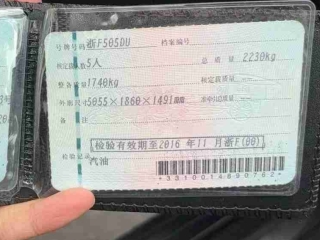 号牌号码 浙F505DU 档案编号
核定载人数 5人 总质量 2230kg
整备质量 1740kg 核定载质量
外廓尺寸 5055×1860×1491mm 准牵引总质量
备注
检验有效期至2016年11月浙F(00)
检验记录 汽油
*3310014890762*